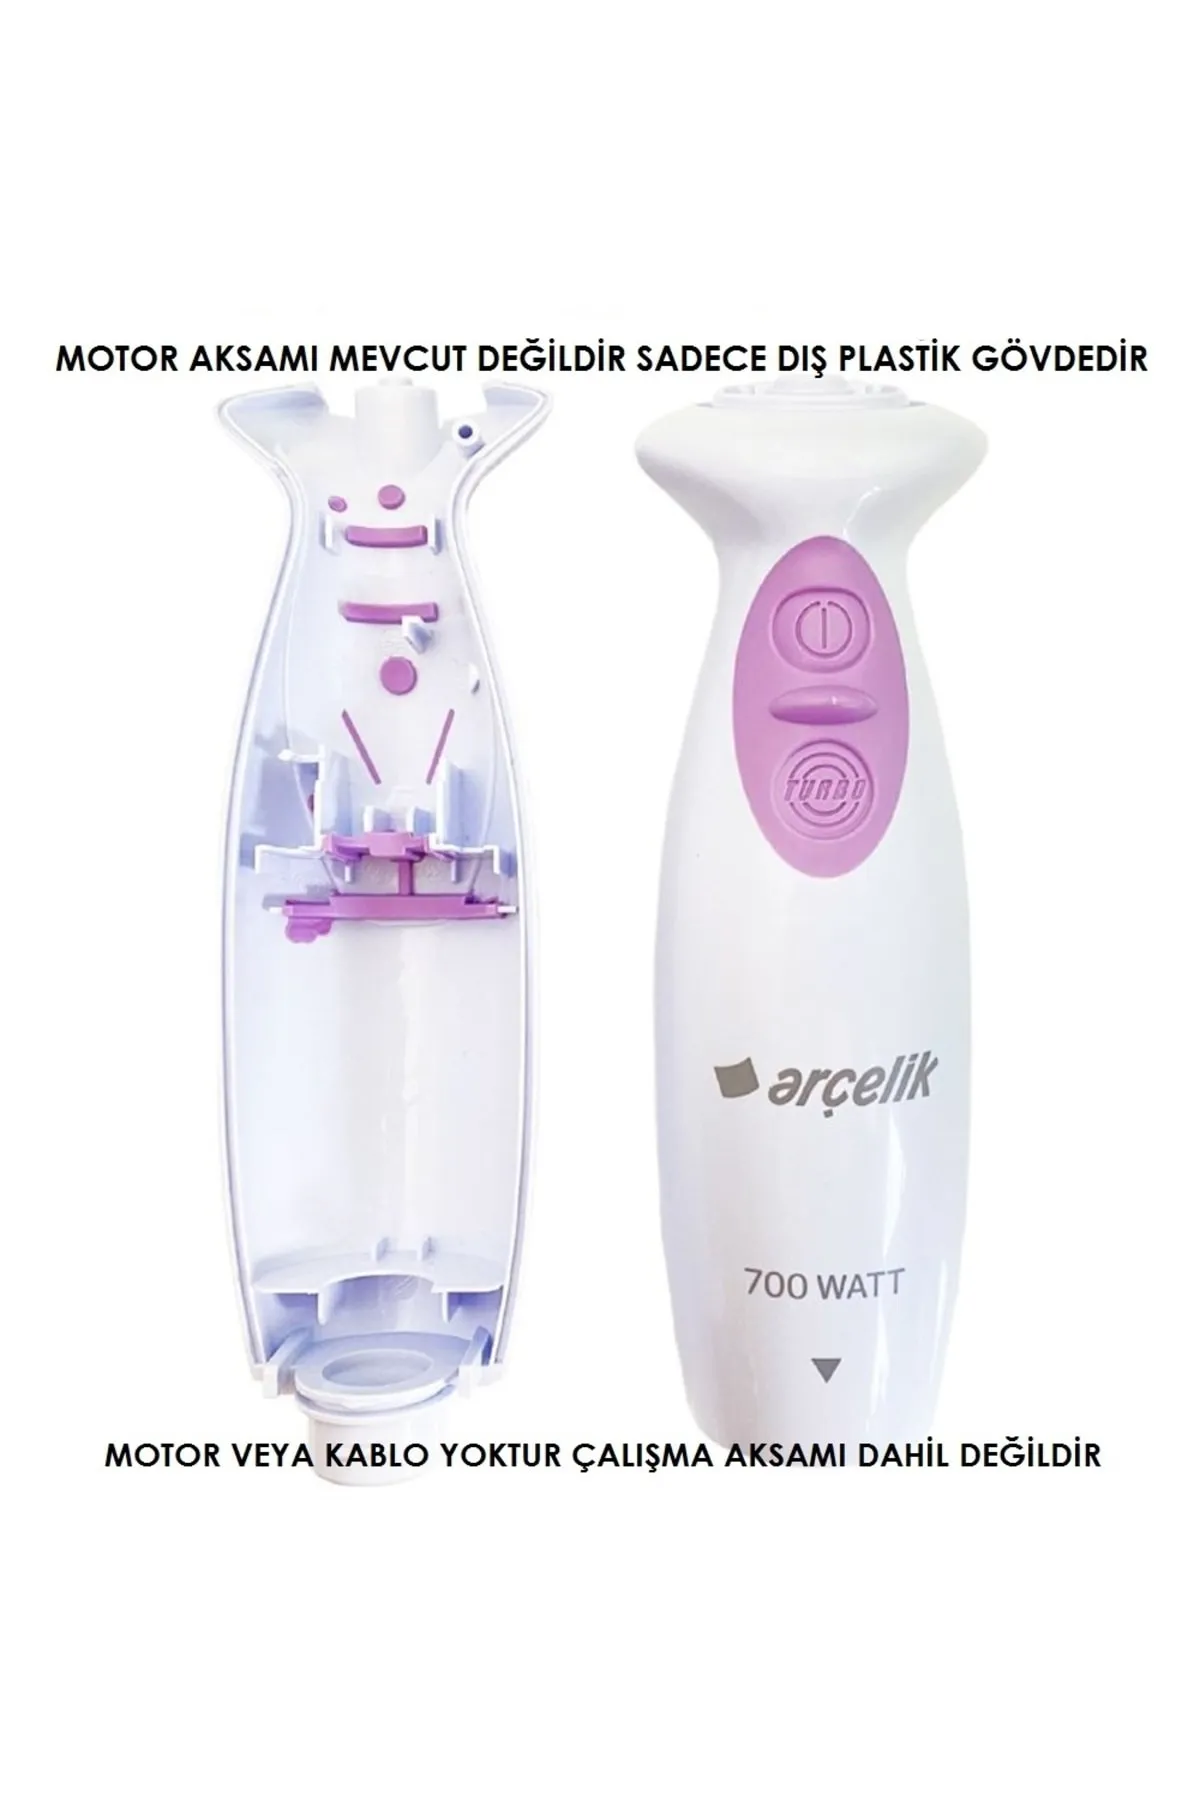 MOTOR AKSAMI MEVCUT DEĞİLDİR SADECE DIŞ PLASTİK GÖVDEDİR
TURBO
arçelik
700 WATT
MOTOR VEYA KABLO YOKTUR ÇALIŞMA AKSAMI DAHİL DEĞİLDİR